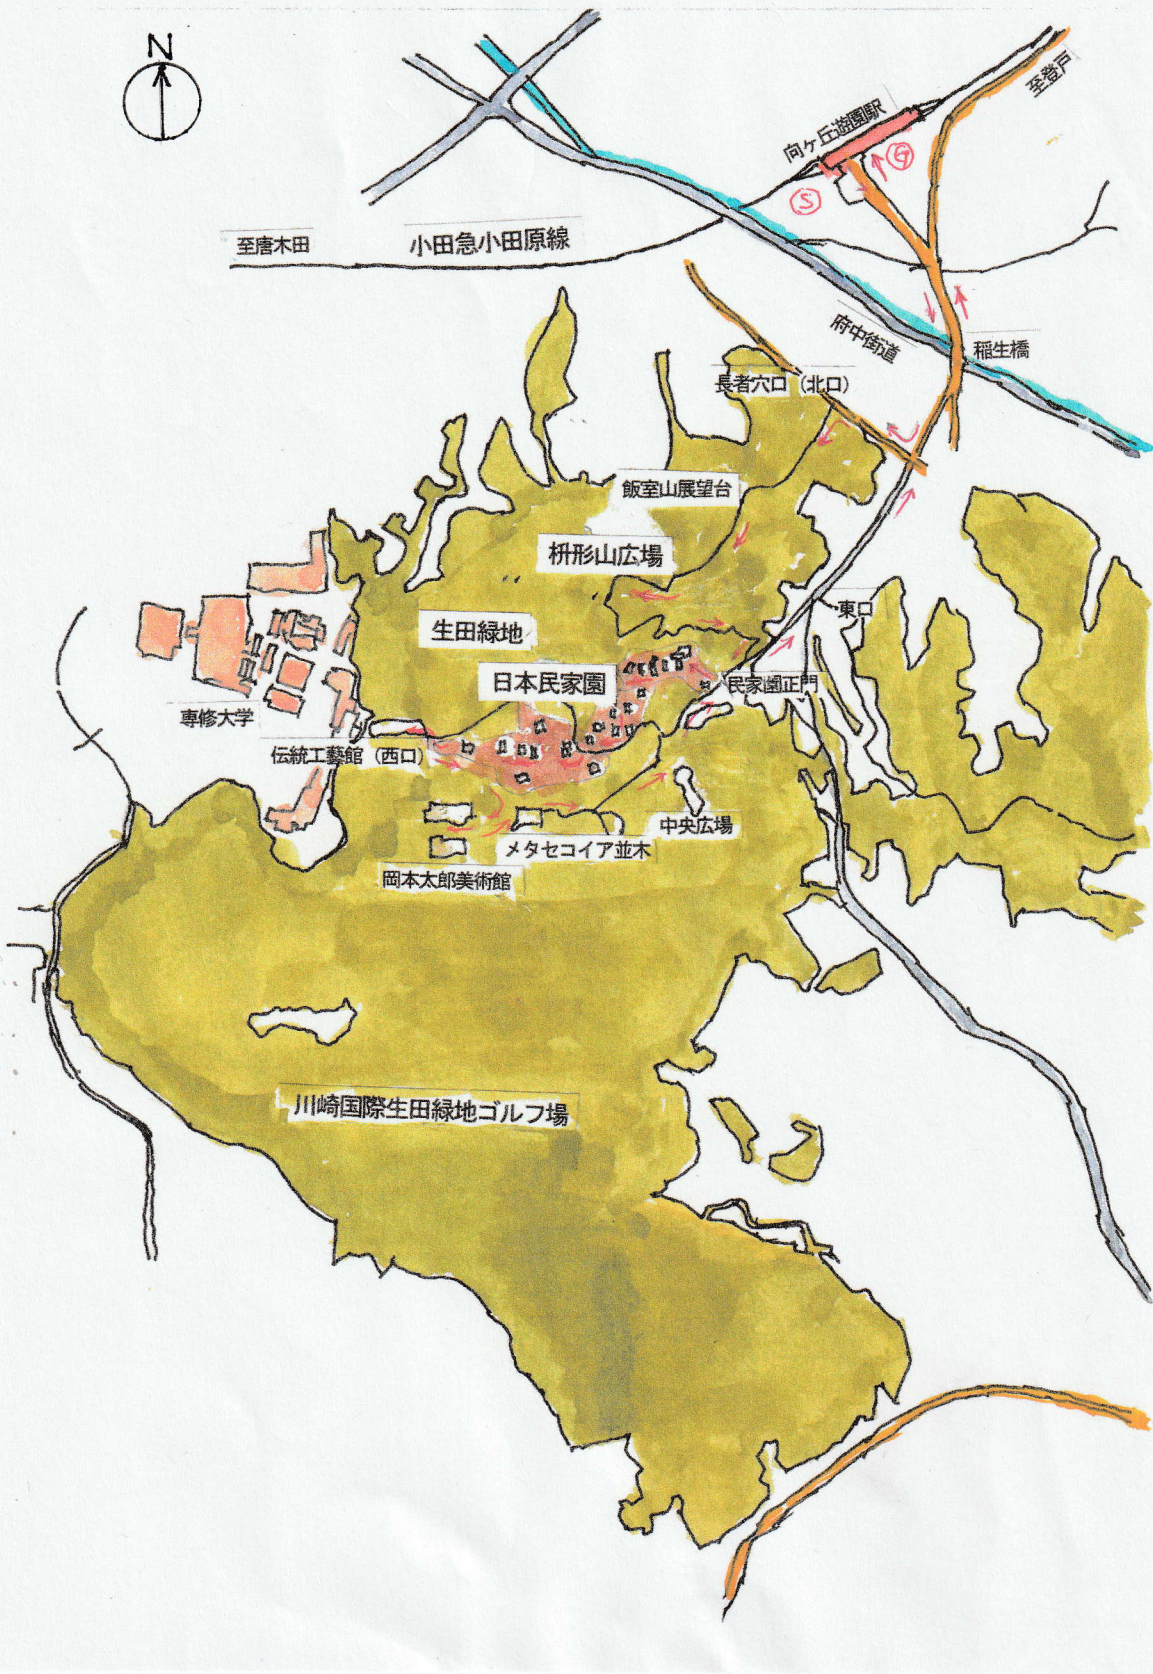 N
至登戸
向ヶ丘遊園駅
G
S
至唐木田
小田急小田原線
府中街道
稲生橋
長者穴口（北口）
飯室山展望台
枡形山広場
東口
生田緑地
日本民家園
民家園正門
専修大学
伝統工藝館（西口）
中央広場
メタセコイア並木
岡本太郎美術館
川崎国際生田緑地ゴルフ場